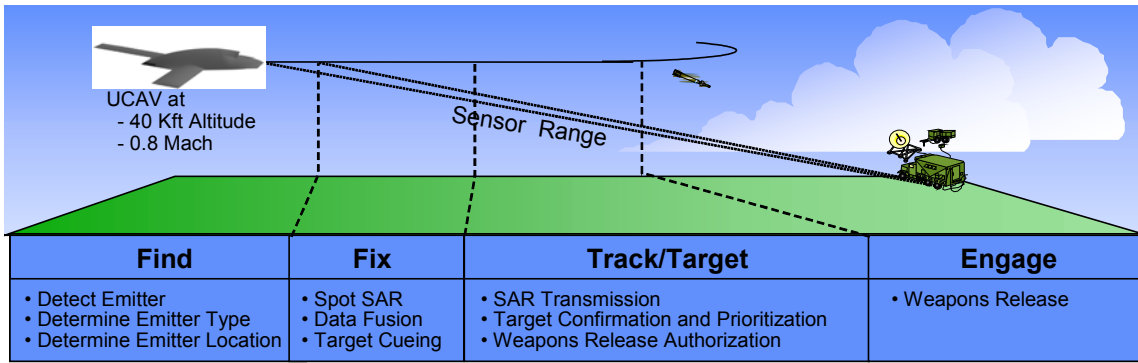 UCAV at
- 40 Kft Altitude
- 0.8 Mach
Sensor Range
Find
Fix
Track/Target
Engage
• Detect Emitter
• Determine Emitter Type
• Determine Emitter Location
• Spot SAR
• Data Fusion
• Target Cueing
• SAR Transmission
• Target Confirmation and Prioritization
• Weapons Release Authorization
• Weapons Release